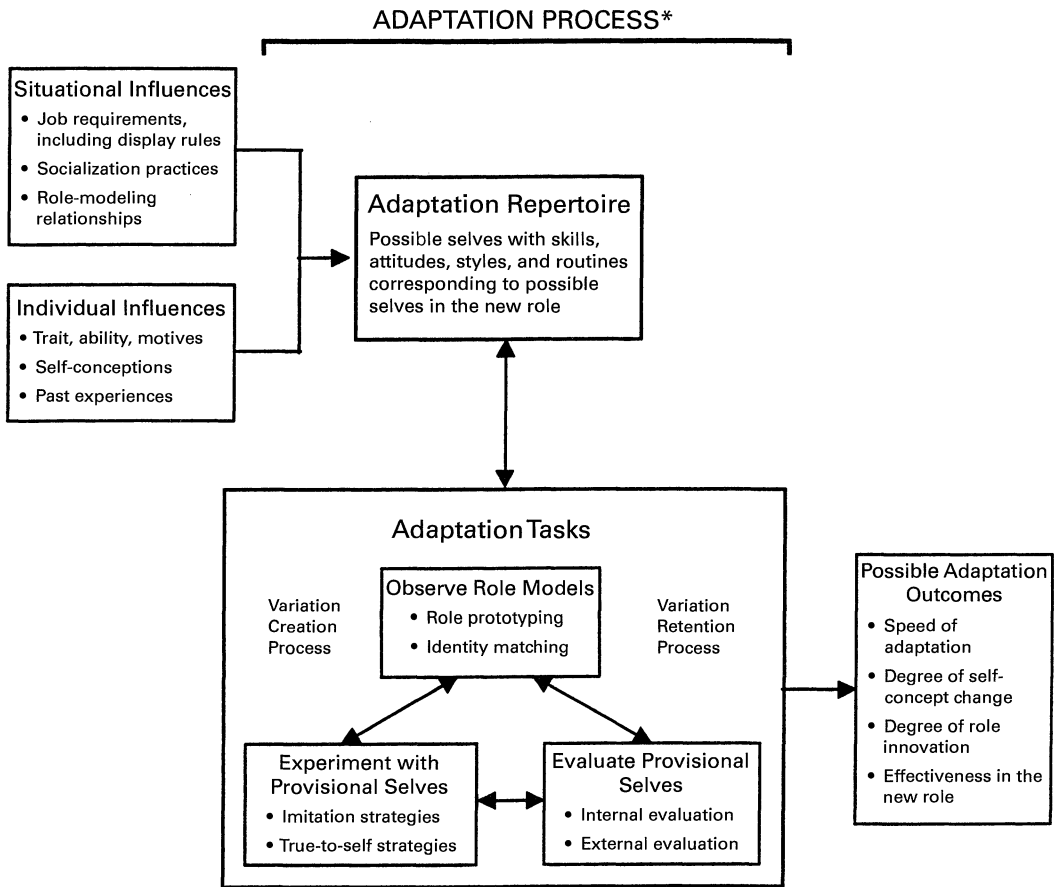 ADAPTATION PROCESS*
Situational Influences
• Job requirements,
including display rules
• Socialization practices
• Role-modeling
relationships
Individual Influences
• Trait, ability, motives
• Self-conceptions
• Past experiences
Adaptation Repertoire
Possible selves with skills,
attitudes, styles, and routines
corresponding to possible
selves in the new role
Adaptation Tasks
Variation
Creation
Process
Observe Role Models
• Role prototyping
• Identity matching
Variation
Retention
Process
Experiment with
Provisional Selves
• Imitation strategies
• True-to-self strategies
Evaluate Provisional
Selves
• Internal evaluation
• External evaluation
Possible Adaptation
Outcomes
• Speed of
adaptation
• Degree of self-
concept change
• Degree of role
innovation
• Effectiveness in the
new role